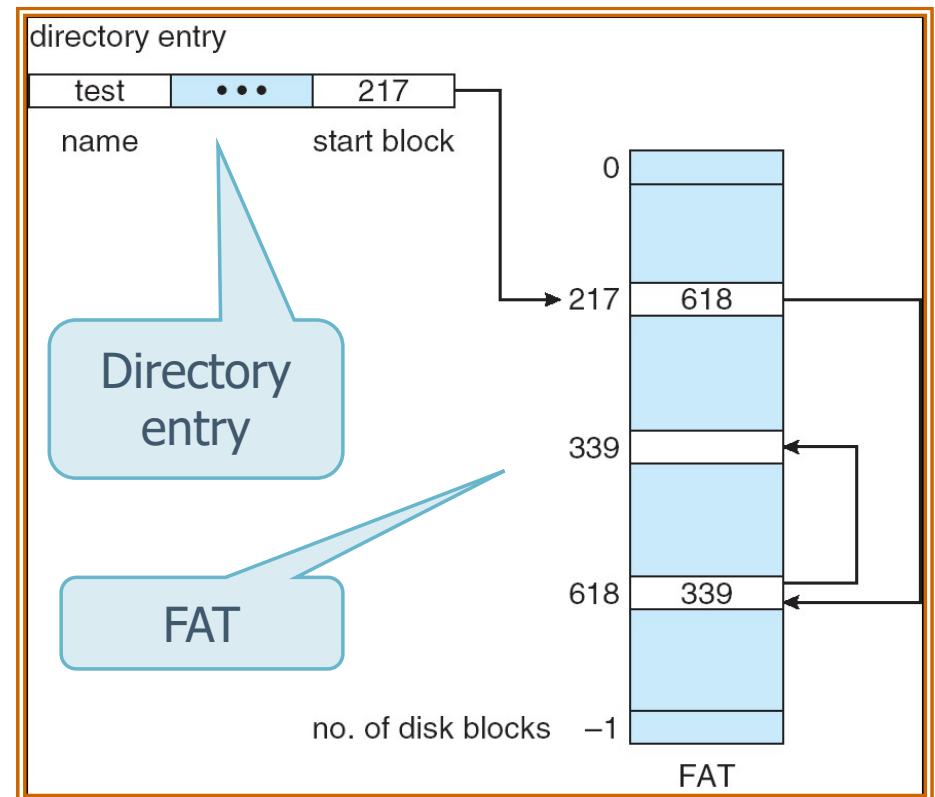 directory entry
test ••• 217
name start block
0
217 618
Directory
entry
339
FAT
618 339
no. of disk blocks –1
FAT